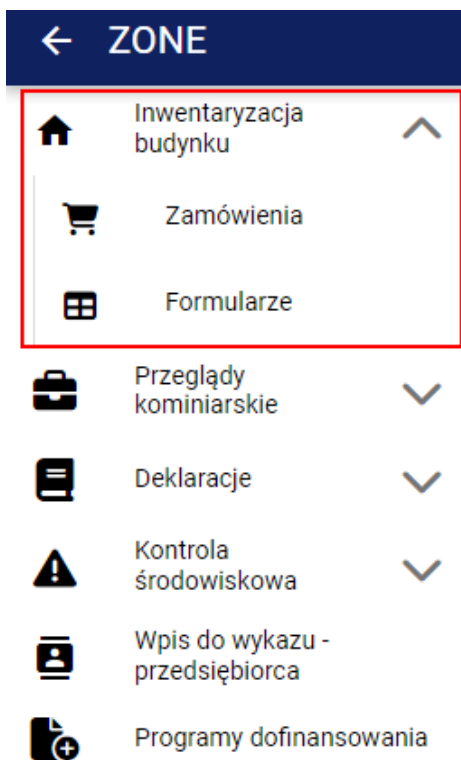 ZONE
Inwentaryzacja
budynku
Zamówienia
Formularze
Przeglądy
kominiarskie
Deklaracje
Kontrola
środowiskowa
Wpis do wykazu -
przedsiębiorca
Programy dofinansowania